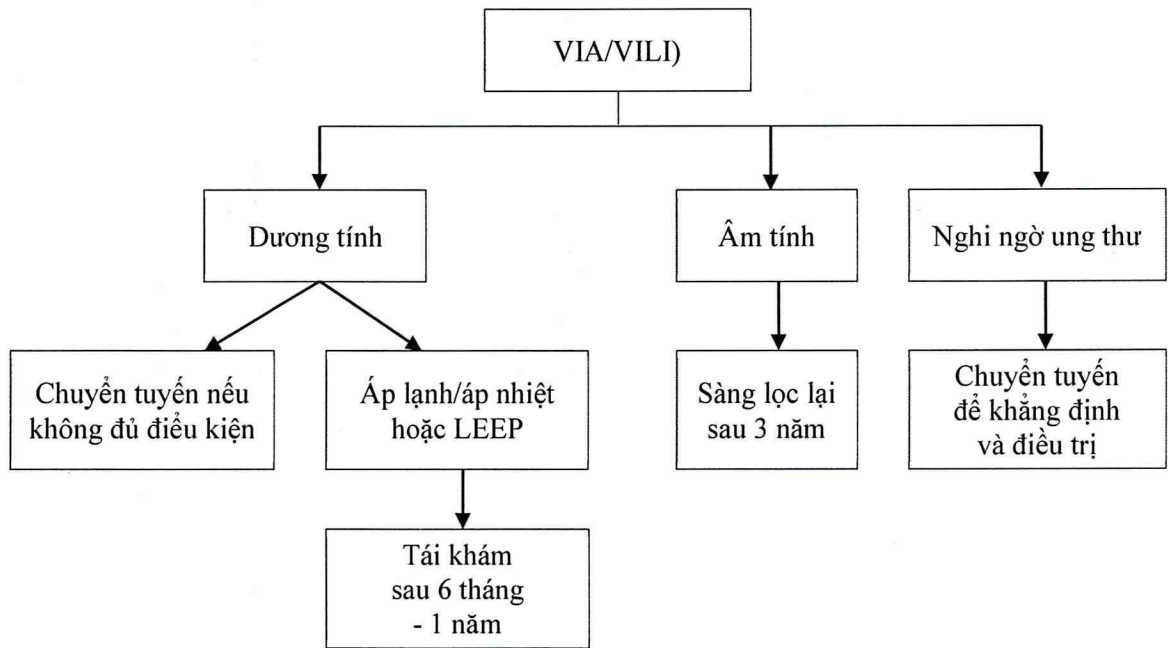 VIA/VILI)
Dương tính
Âm tính
Nghi ngờ ung thư
Chuyển tuyến nếu
không đủ điểu kiện
Áp lạnh/áp nhiệt
hoặc LEEP
Sàng lọc lại
sau 3 năm
Chuyển tuyến
để khẳng định
và điều trị
Tái khám
sau 6 tháng
- 1 năm